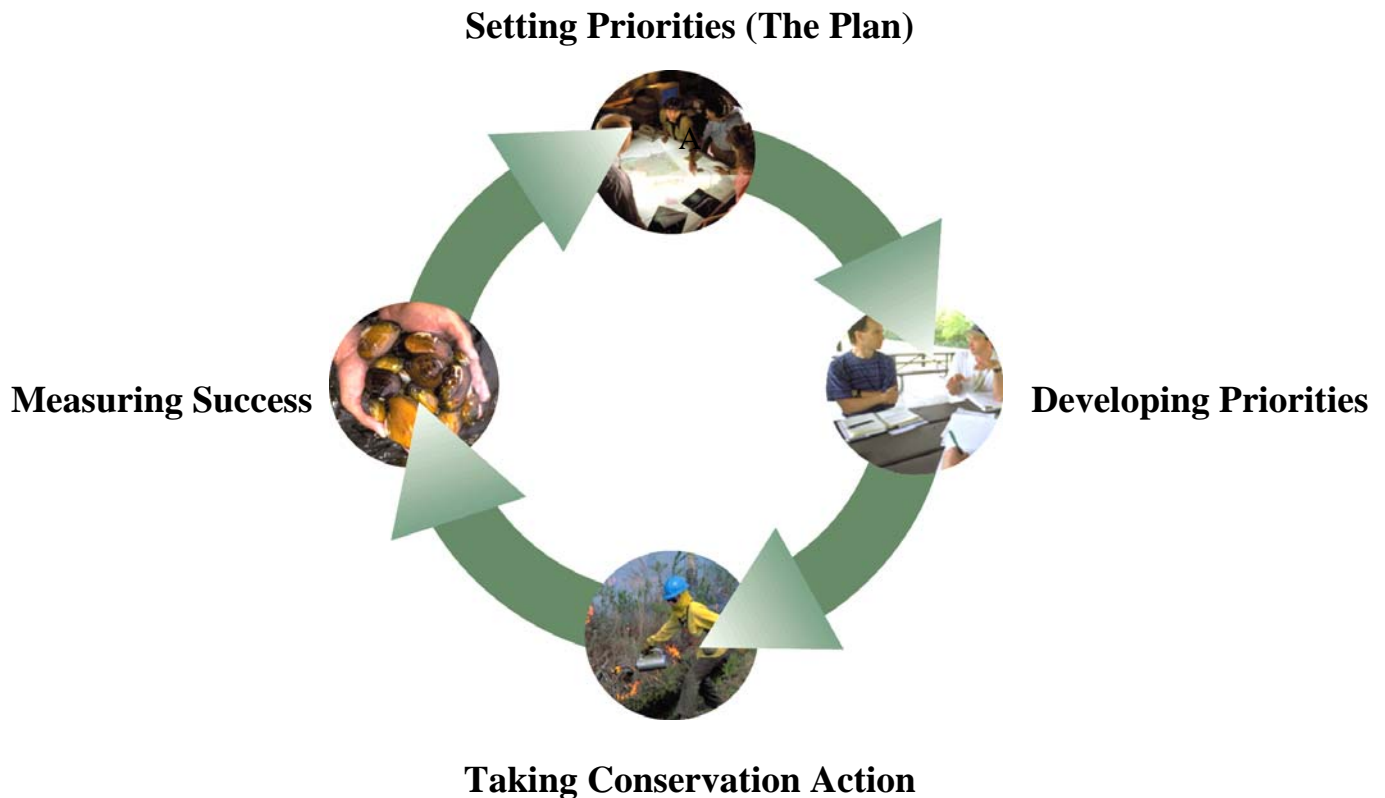 Setting Priorities (The Plan)
A
Measuring Success
Developing Priorities
Taking Conservation Action